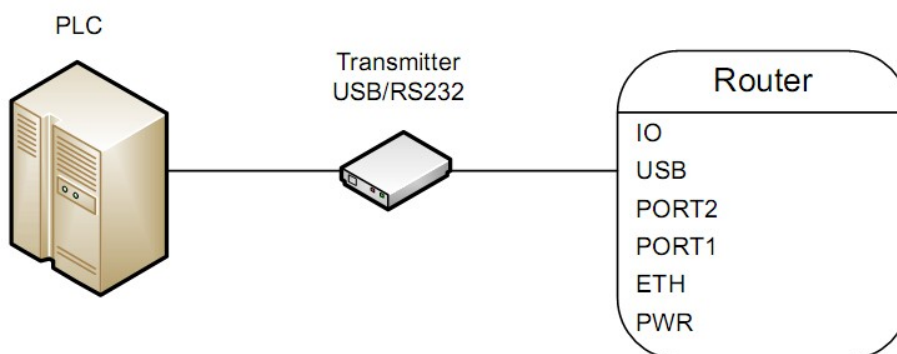 PLC
Transmitter
USB/RS232
Router
IO
USB
PORT2
PORT1
ETH
PWR